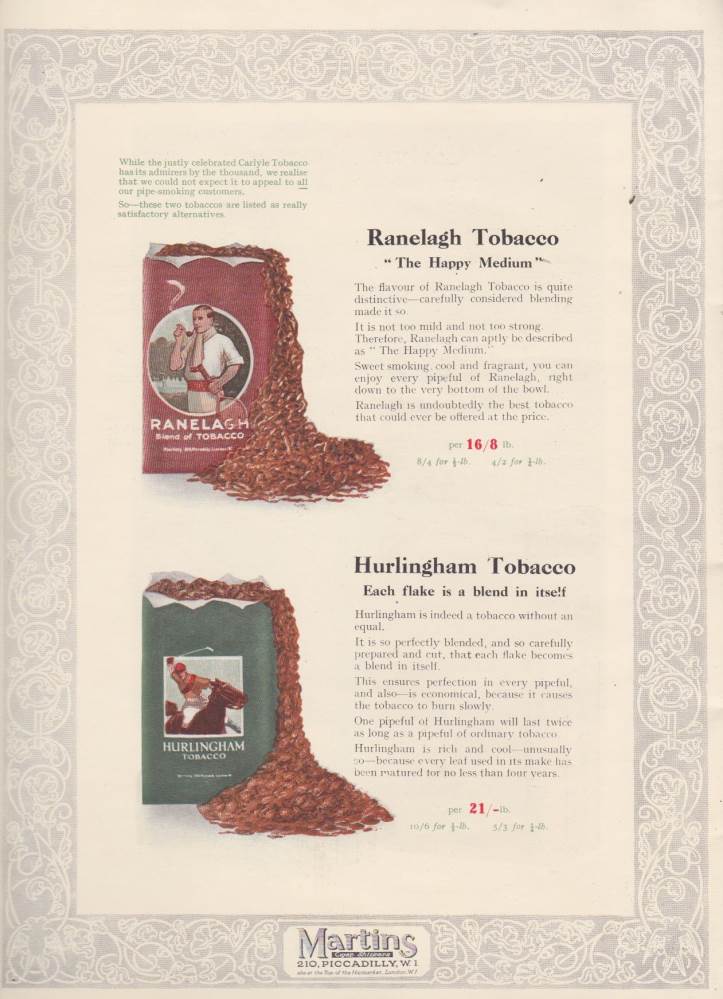 While the justly celebrated Carlyle Tobacco
has its admirers by the thousand, we realise
that we could not expect it to appeal to all
our pipe-smoking customers.
So—these two tobaccos are listed as really
satisfactory alternatives.
Ranelagh Tobacco
“ The Happy Medium ”
The flavour of Ranelagh Tobacco is quite
distinctive—carefully considered blending
made it so.
It is not too mild and not too strong.
Therefore, Ranelagh can aptly be described
as “ The Happy Medium.”
Sweet smoking, cool and fragrant, you can
enjoy every pipeful of Ranelagh, right
down to the very bottom of the bowl.
Ranelagh is undoubtedly the best tobacco
that could ever be offered at the price.
per 16/8 lb.
8/4 for ½-lb. 4/2 for ¼-lb.
RANELAGH
Blend of TOBACCO
Hurlingham Tobacco
Each flake is a blend in itself
Hurlingham is indeed a tobacco without an
equal.
It is so perfectly blended, and so carefully
prepared and cut, that each flake becomes
a blend in itself.
This ensures perfection in every pipeful,
and also—is economical, because it causes
the tobacco to burn slowly.
One pipeful of Hurlingham will last twice
as long as a pipeful of ordinary tobacco.
Hurlingham is rich and cool—unusually
so—because every leaf used in its make has
been matured for no less than four years.
per 21/-lb.
10/6 for ½-lb. 5/3 for ¼-lb.
HURLINGHAM
TOBACCO
Martins
210, PICCADILLY, W.1.
also at the Top of the Haymarket, London, W.1